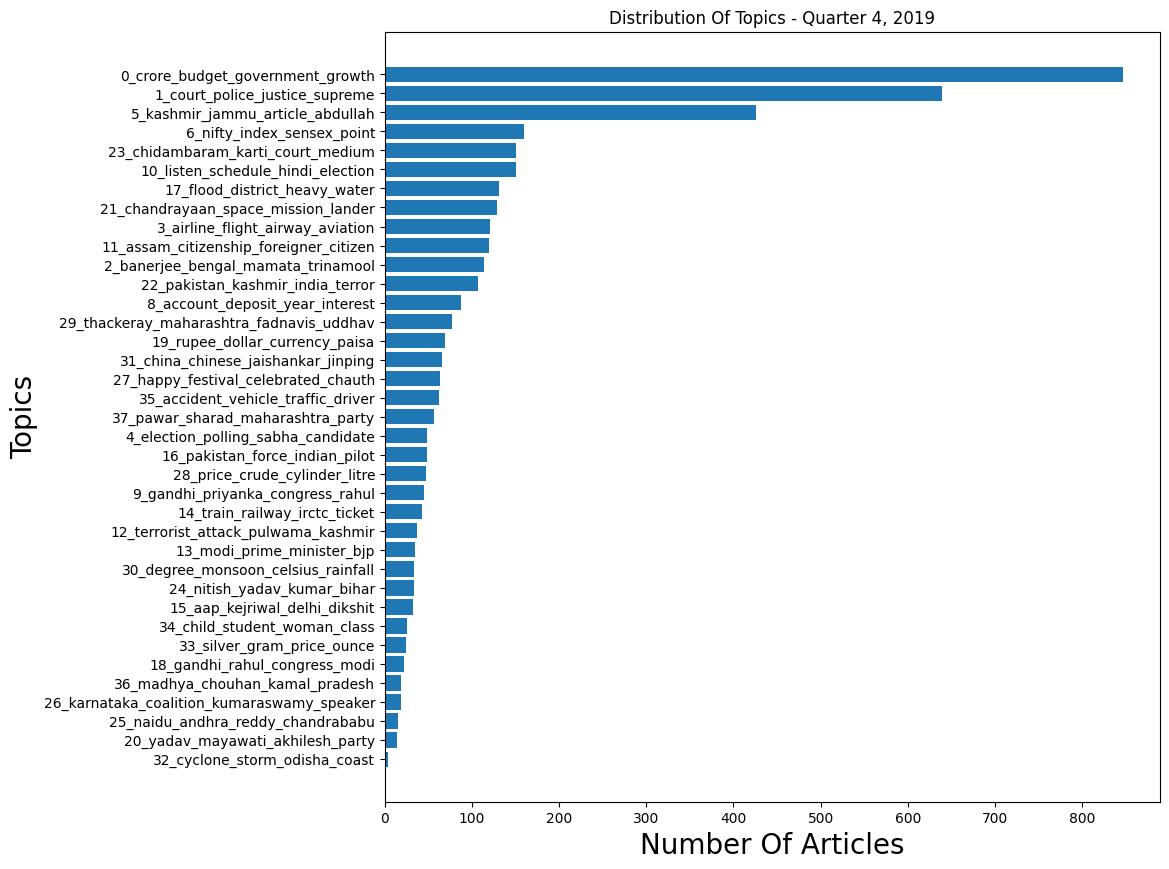 Distribution Of Topics - Quarter 4, 2019
0_crore_budget_government_growth
1_court_police_justice_supreme
5_kashmir_jammu_article_abdullah
6_nifty_index_sensex_point
23_chidambaram_karti_court_medium
10_listen_schedule_hindi_election
17_flood_district_heavy_water
21_chandrayaan_space_mission_lander
3_airline_flight_airway_aviation
11_assam_citizenship_foreigner_citizen
2_banerjee_bengal_mamata_trinamool
22_pakistan_kashmir_india_terror
8_account_deposit_year_interest
29_thackeray_maharashtra_fadnavis_uddhav
19_rupee_dollar_currency_paisa
31_china_chinese_jaishankar_jinping
27_happy_festival_celebrated_chauth
35_accident_vehicle_traffic_driver
37_pawar_sharad_maharashtra_party
4_election_polling_sabha_candidate
16_pakistan_force_indian_pilot
28_price_crude_cylinder_litre
9_gandhi_priyanka_congress_rahul
14_train_railway_irctc_ticket
12_terrorist_attack_pulwama_kashmir
13_modi_prime_minister_bjp
30_degree_monsoon_celsius_rainfall
24_nitish_yadav_kumar_bihar
15_aap_kejriwal_delhi_dikshit
34_child_student_woman_class
33_silver_gram_price_ounce
18_gandhi_rahul_congress_modi
36_madhya_chouhan_kamal_pradesh
26_karnataka_coalition_kumaraswamy_speaker
25_naidu_andhra_reddy_chandrababu
20_yadav_mayawati_akhilesh_party
32_cyclone_storm_odisha_coast
Topics
0 100 200 300 400 500 600 700 800
Number Of Articles